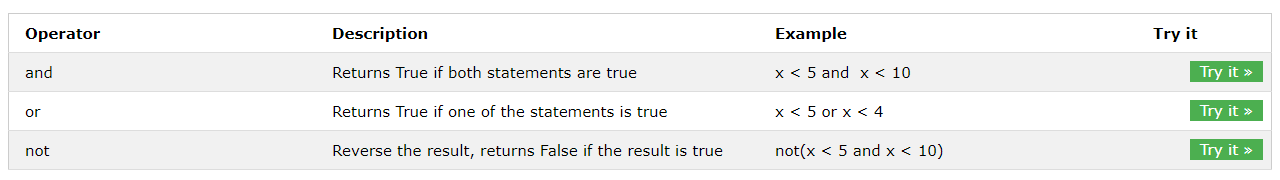 Operator Description Example Try it
and Returns True if both statements are true x < 5 and  x < 10 Try it »
or Returns True if one of the statements is true x < 5 or x < 4 Try it »
not Reverse the result, returns False if the result is true not(x < 5 and x < 10) Try it »